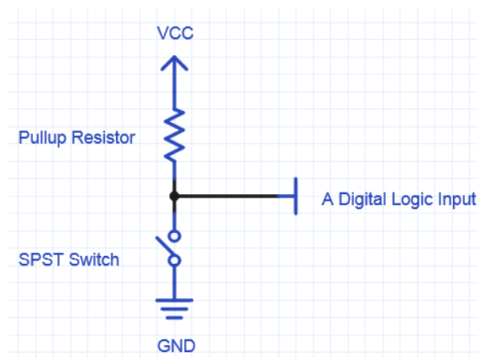 VCC
Pullup Resistor
A Digital Logic Input
SPST Switch
GND